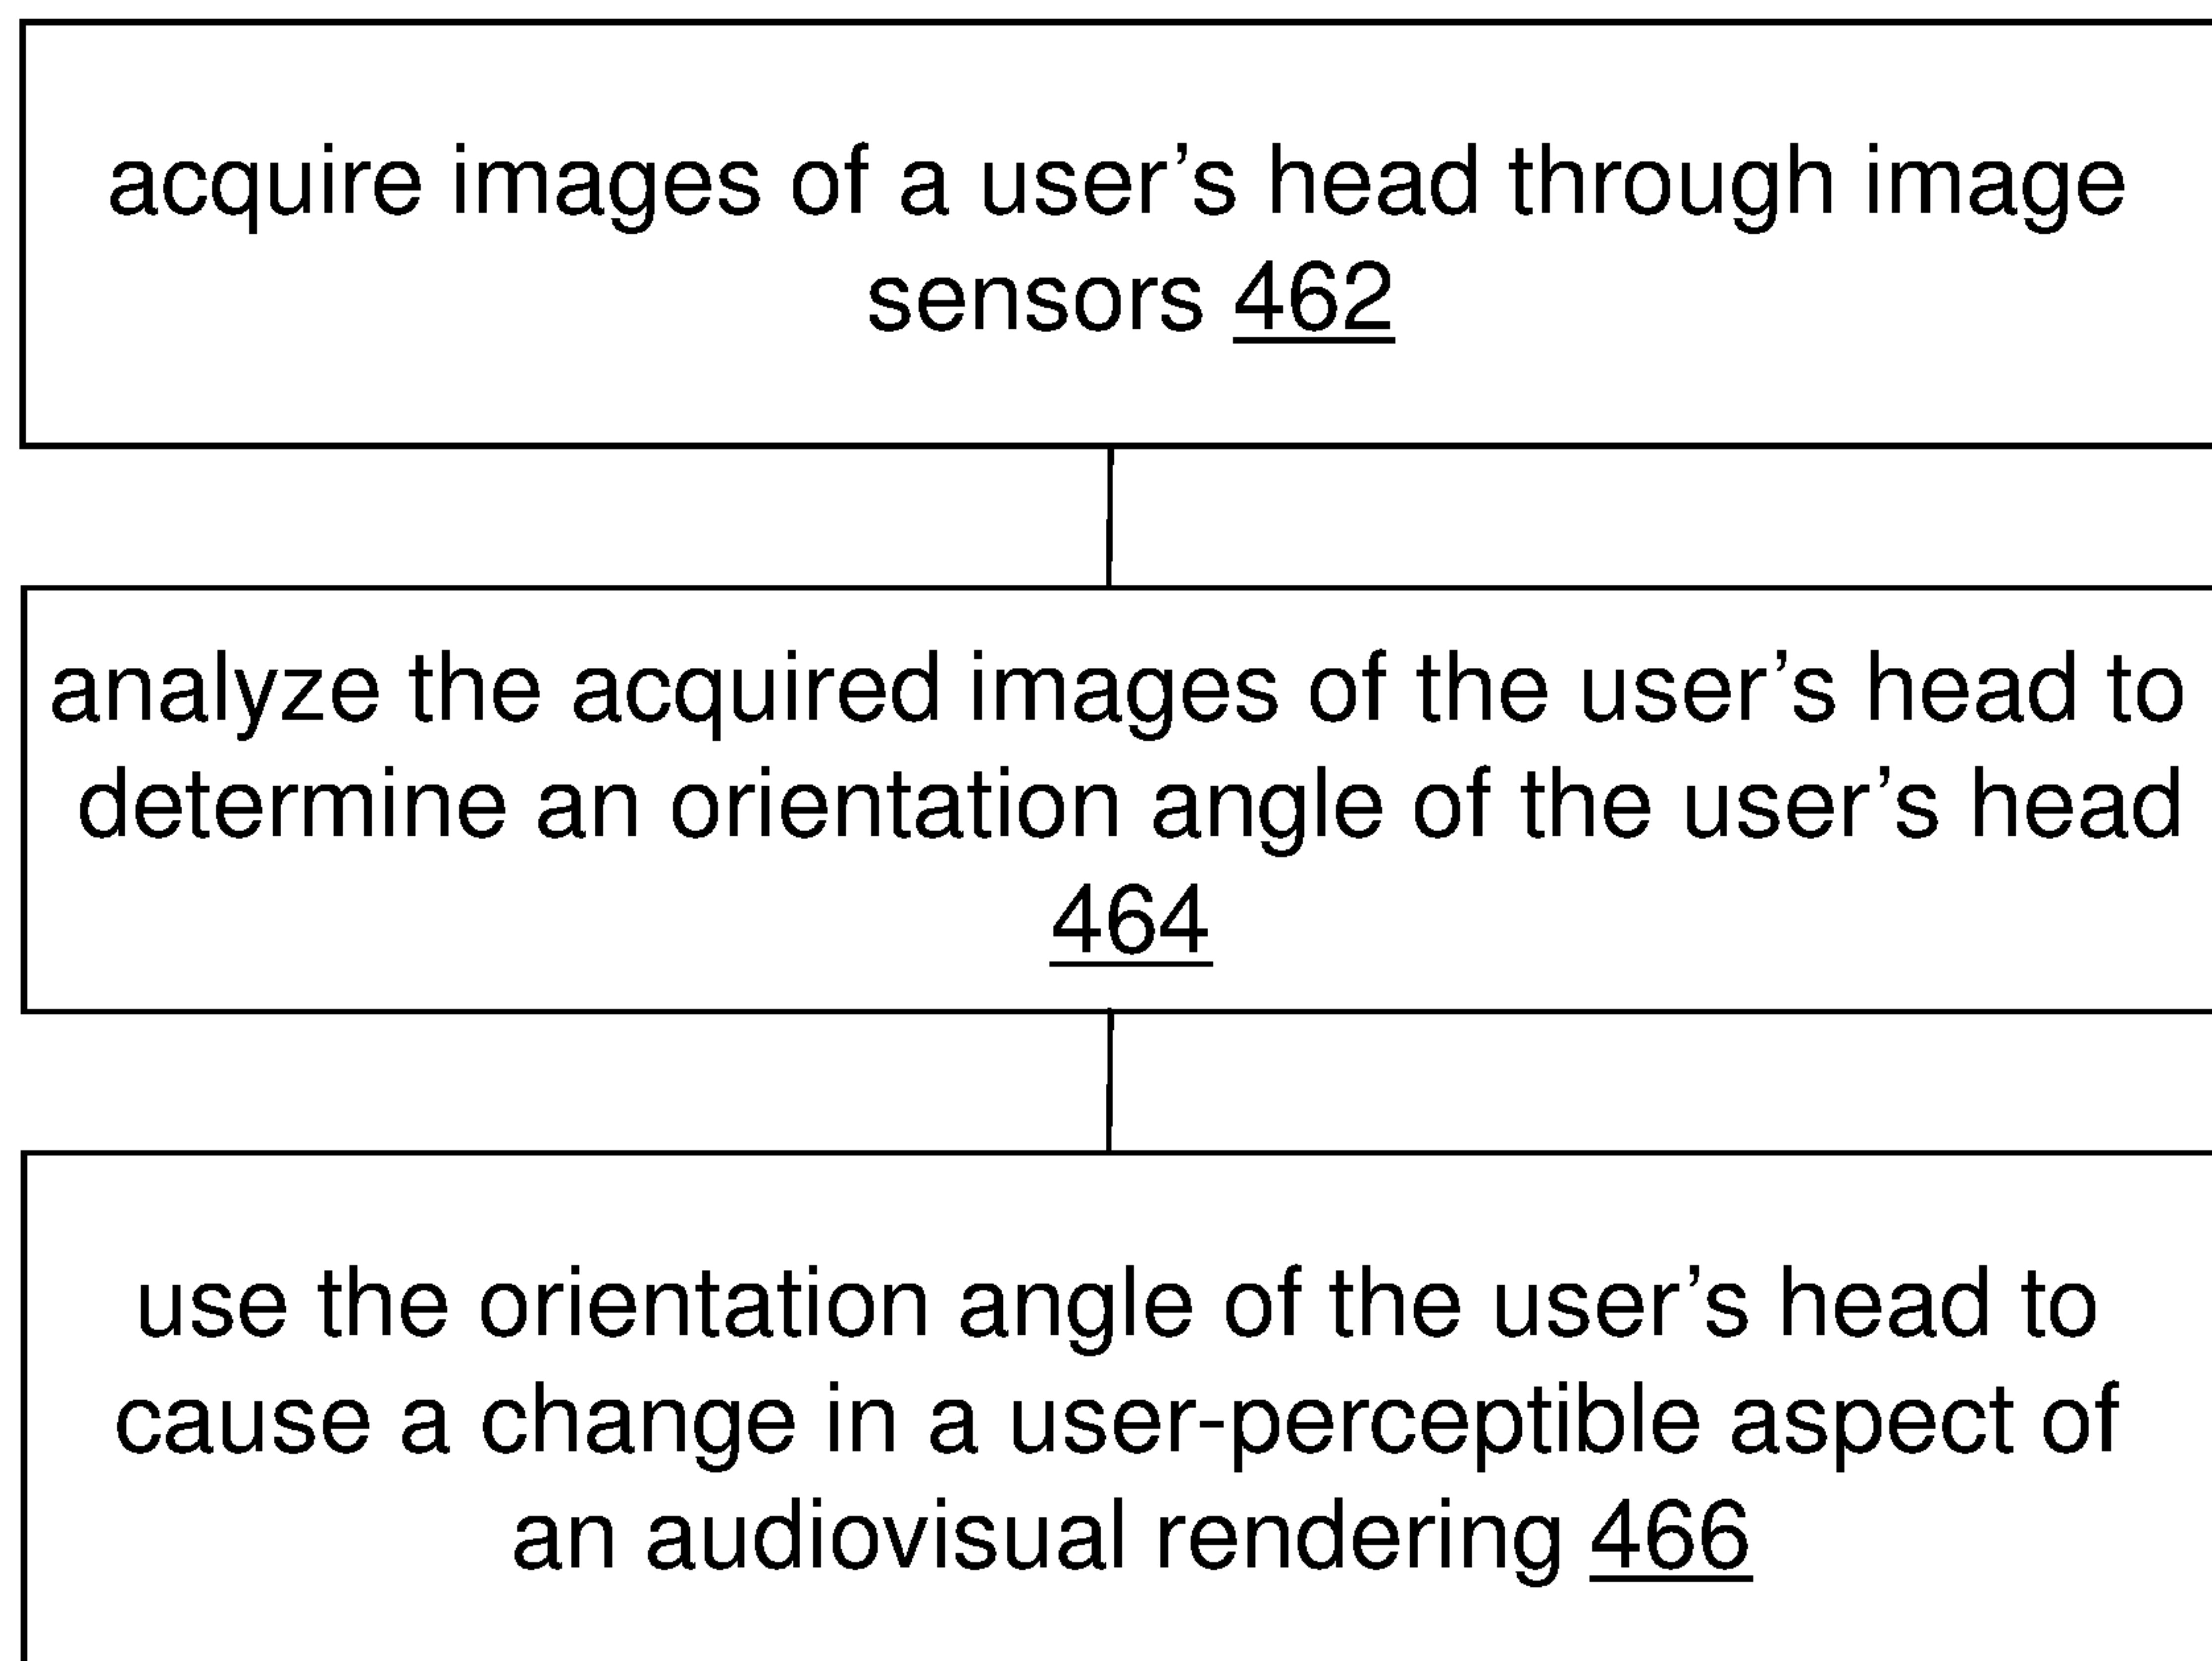 acquire images of a user’s head through image
sensors 462
analyze the acquired images of the user’s head to
determine an orientation angle of the user’s head
464
use the orientation angle of the user’s head to
cause a change in a user-perceptible aspect of
an audiovisual rendering 466